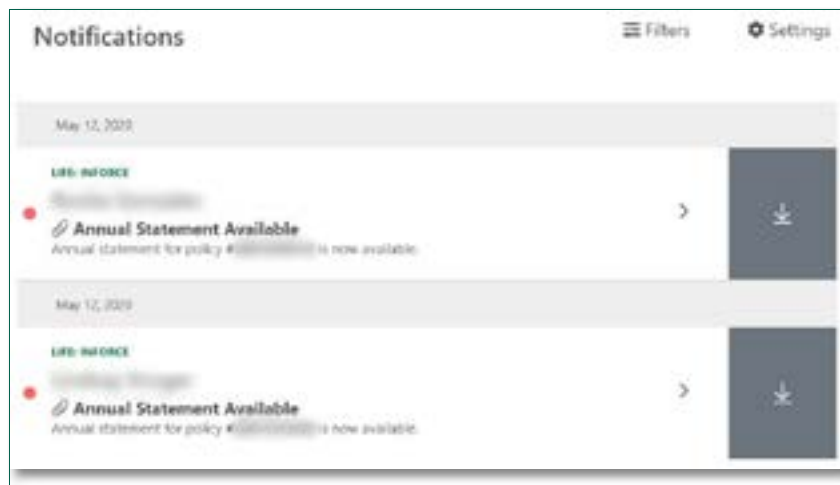 Notifications
Filters
Settings
May 12, 2020
LIFE: INFORCE
Annual Statement Available
Annual statement for policy # is now available.
May 12, 2020
LIFE: INFORCE
Annual Statement Available
Annual statement for policy # is now available.